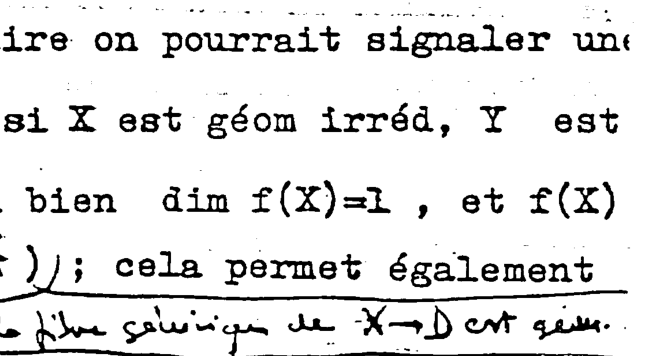 ire on pourrait signaler une
si X est géom irréd, Y est
bien dim f(X)=1 , et f(X)
)); cela permet également
fibre générique de X→D est géom.